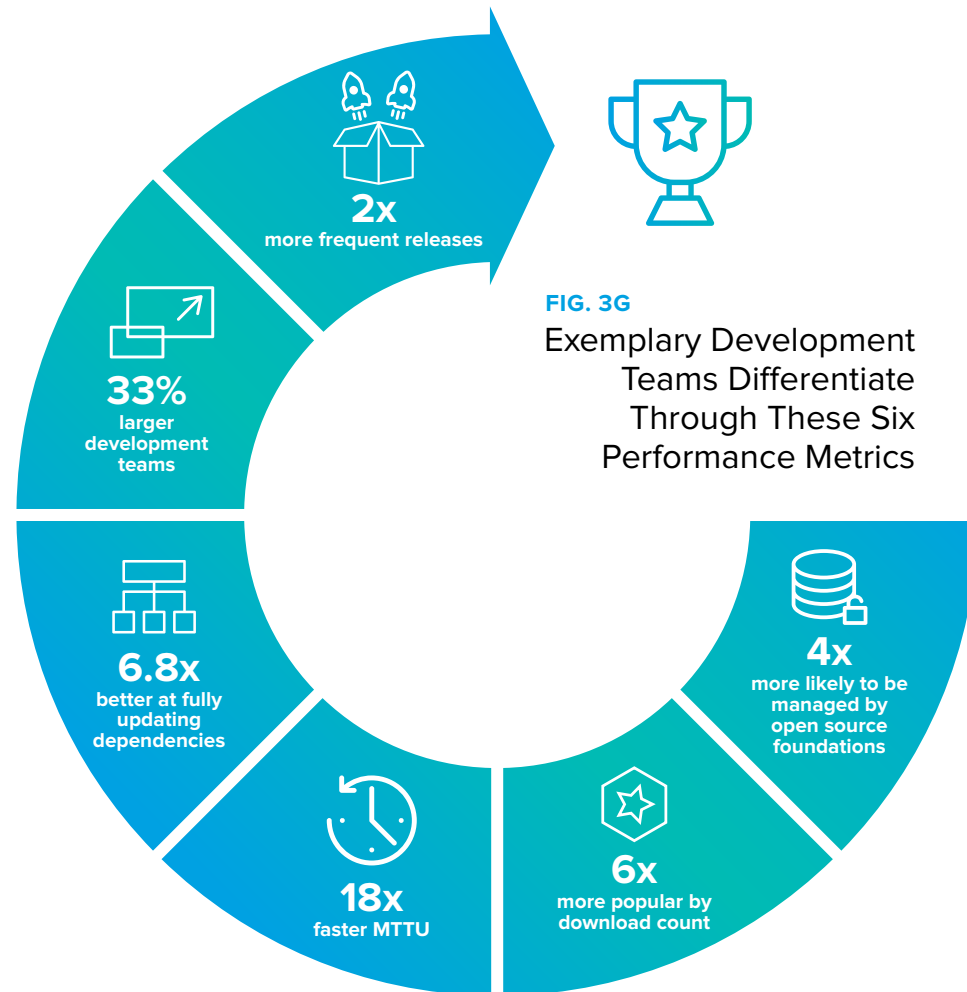 2x
more frequent releases
FIG. 3G
Exemplary Development
Teams Differentiate
Through These Six
Performance Metrics
33%
larger
development
teams
6.8x
better at fully
updating
dependencies
18x
faster MTTU
6x
more popular by
download count
4x
more likely to be
managed by
open source
foundations